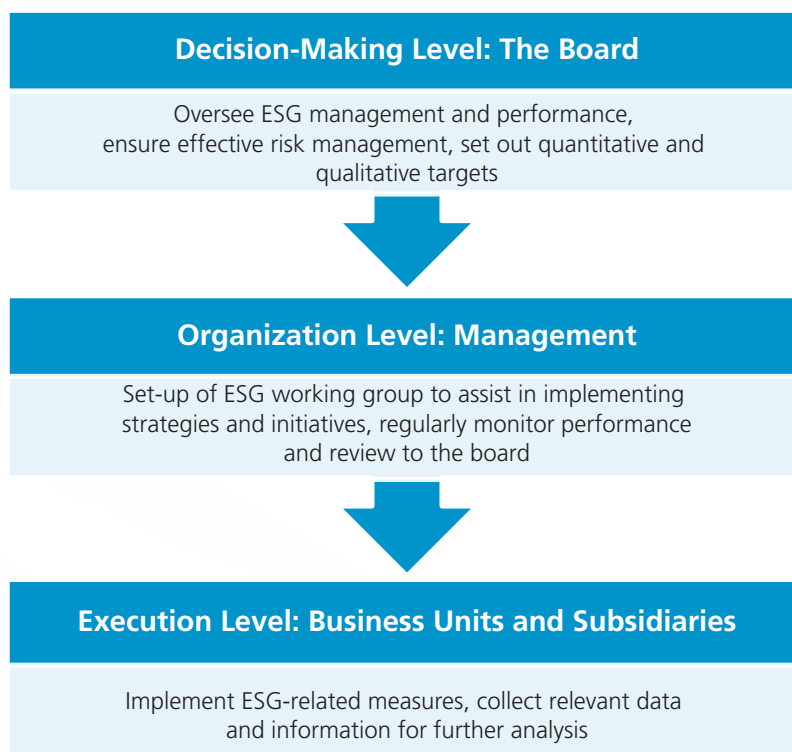 Decision-Making Level: The Board
Oversee ESG management and performance,
ensure effective risk management, set out quantitative and
qualitative targets
Organization Level: Management
Set-up of ESG working group to assist in implementing
strategies and initiatives, regularly monitor performance
and review to the board
Execution Level: Business Units and Subsidiaries
Implement ESG-related measures, collect relevant data
and information for further analysis